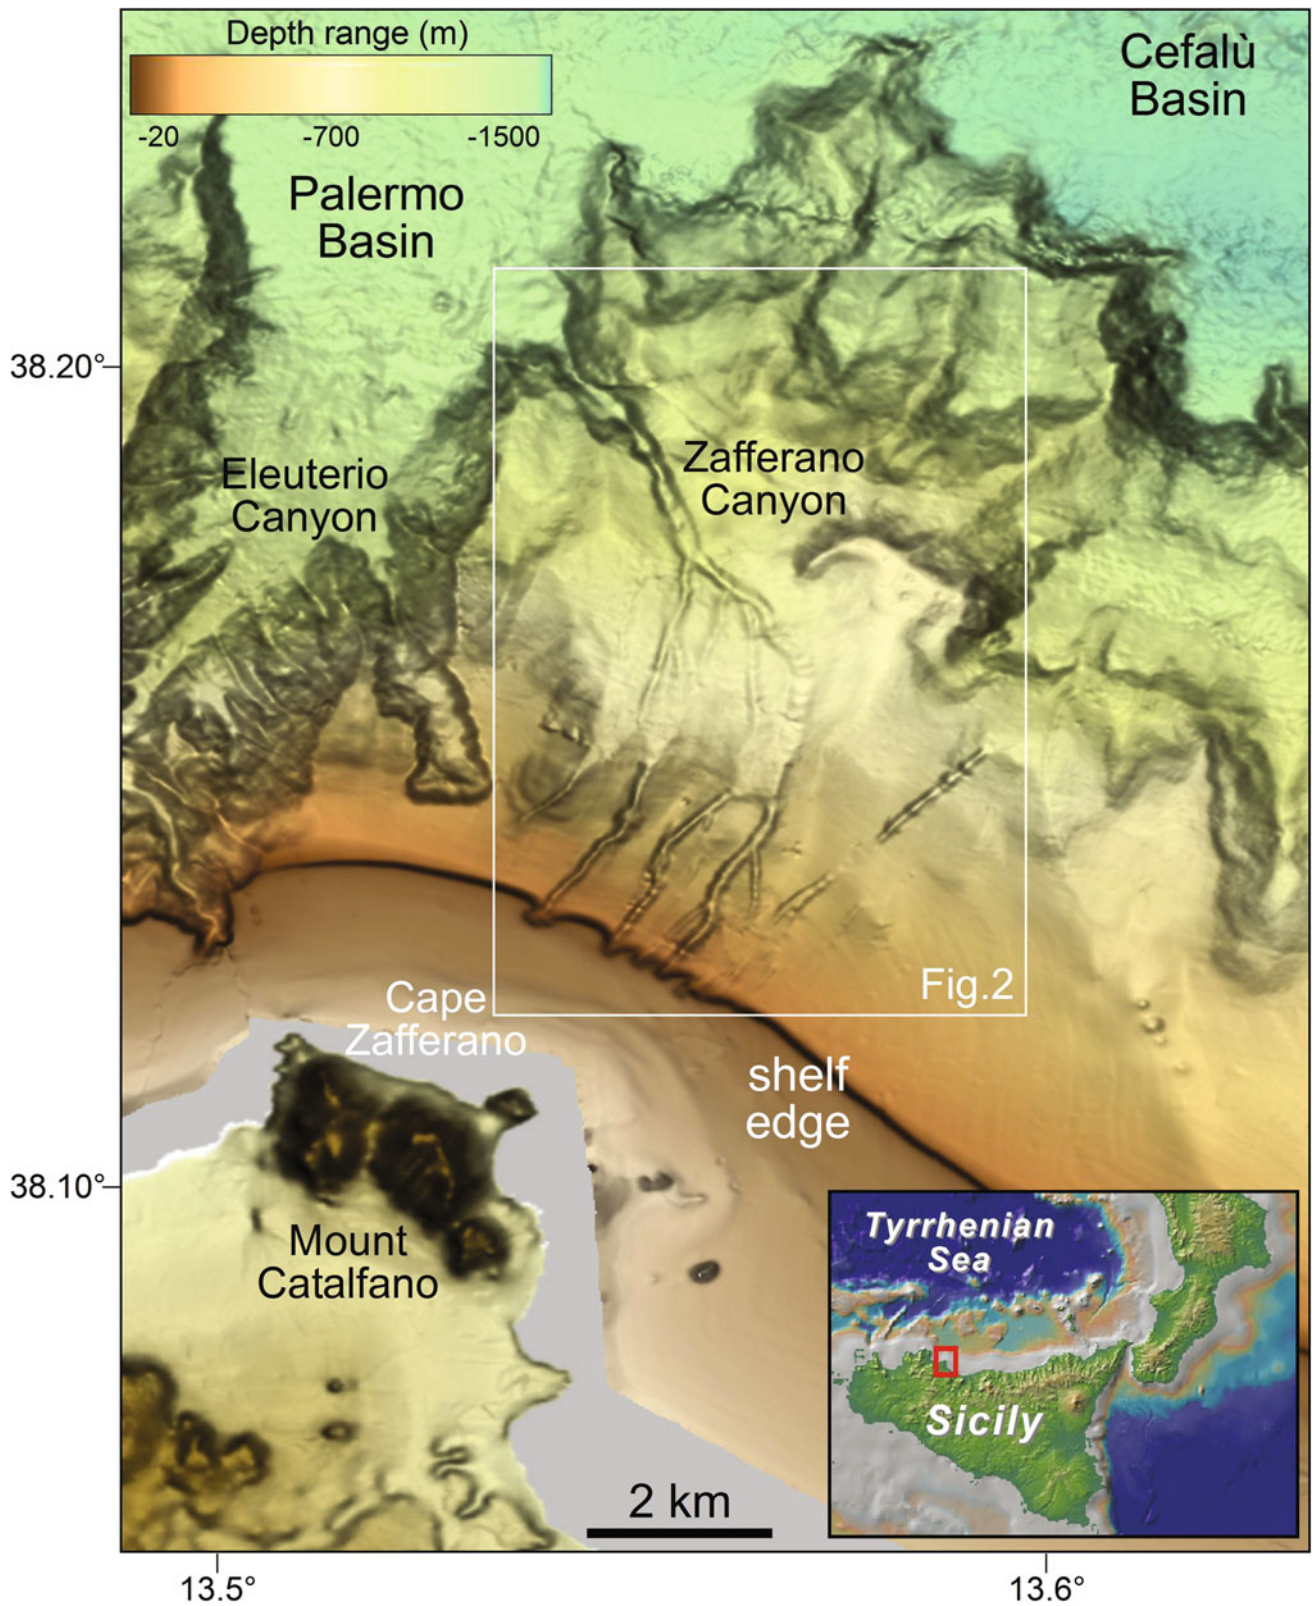 Depth range (m)
-20
-700
-1500
Cefalù
Basin
Palermo
Basin
38.20°
Eleuterio
Canyon
Zafferano
Canyon
Fig.2
Cape
Zafferano
shelf
edge
38.10°
Mount
Catalfano
Tyrrhenian
Sea
Sicily
2 km
13.5°
13.6°